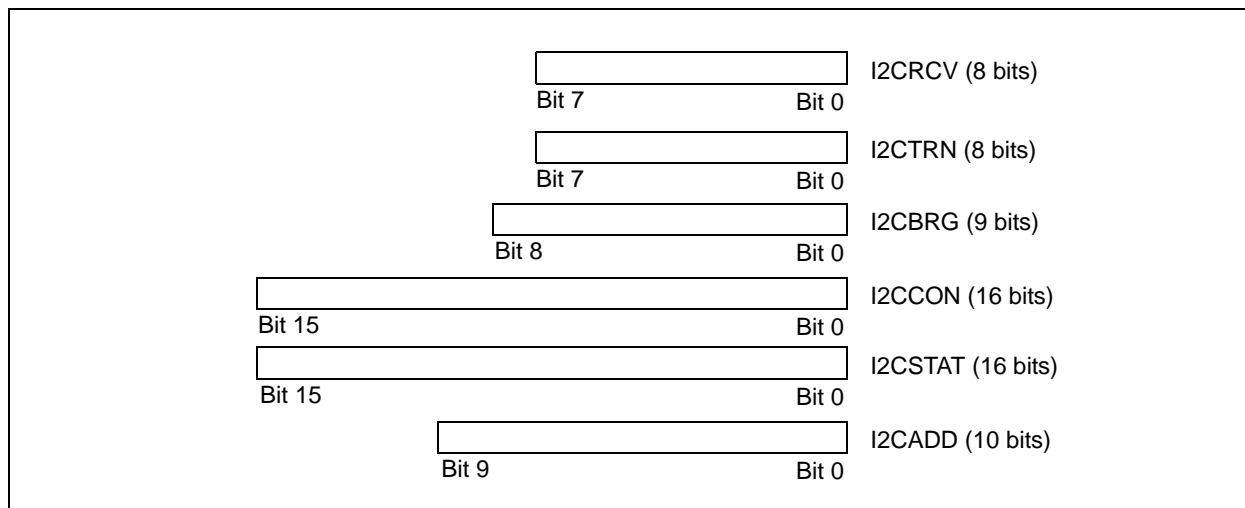 I2CRCV (8 bits)
Bit 7 Bit 0
I2CTRN (8 bits)
Bit 7 Bit 0
I2CBRG (9 bits)
Bit 8 Bit 0
I2CCON (16 bits)
Bit 15 Bit 0
I2CSTAT (16 bits)
Bit 15 Bit 0
I2CADD (10 bits)
Bit 9 Bit 0